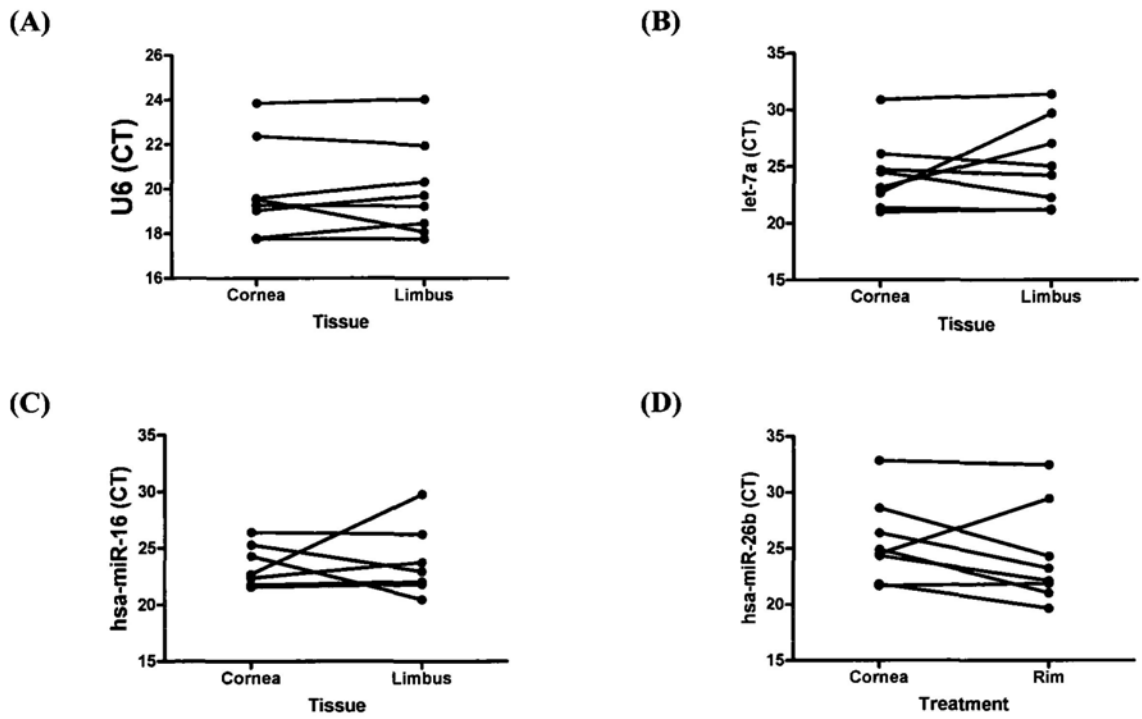 (A)
U6 (CT)
26
24
22
20
18
16
Cornea
Limbus
Tissue
(B)
let-7a (CT)
35
30
25
20
15
Cornea
Limbus
Tissue
(C)
hsa-miR-16 (CT)
35
30
25
20
15
Cornea
Limbus
Tissue
(D)
hsa-miR-26b (CT)
35
30
25
20
15
Cornea
Rim
Treatment